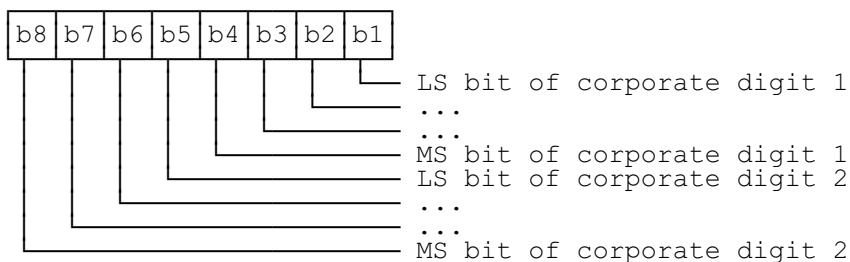 b8 b7 b6 b5 b4 b3 b2 b1
LS bit of corporate digit 1
...
...
MS bit of corporate digit 1
LS bit of corporate digit 2
...
...
MS bit of corporate digit 2